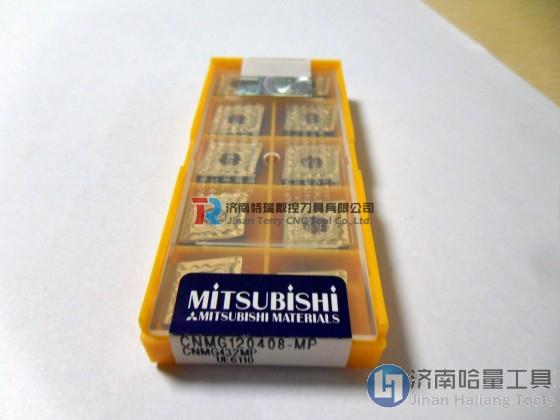 济南特瑞数控刀具有限公司
Jinan Terry CNC Tool Co.,Ltd.
MITSUBISHI
MITSUBISHI MATERIALS
CNMG120408-MP
CNMG432MP
UE6110
济南哈量工具
Jinan Haliang Tools